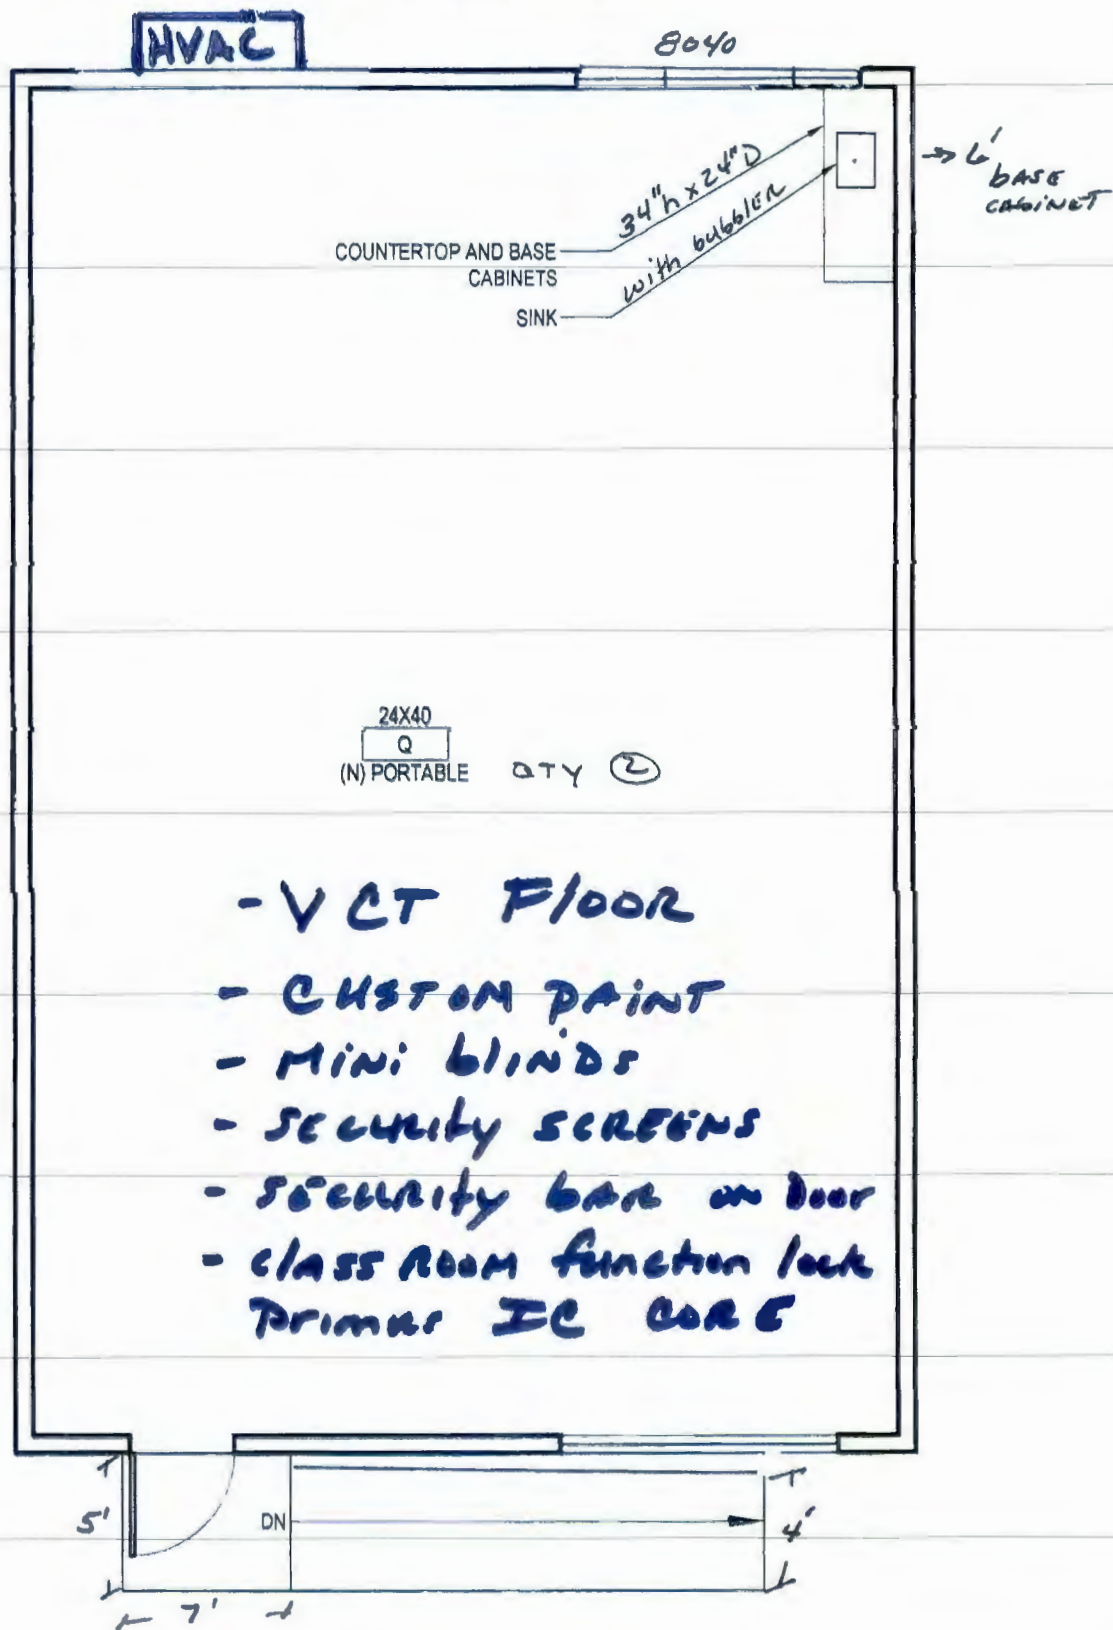 HVAC
8040
34"h x 24"D
→ 6'
BASE
CABINET
COUNTERTOP AND BASE
CABINETS
with bubbler
SINK
24X40
Q
(N) PORTABLE QTY ②
- VCT Floor
- CUSTOM PAINT
- MINI blINDS
- SECURITY SCREENS
- SECURITY bAR on Door
- classRoom function lock
Primus IC CORE
5'
DN
4'
7'